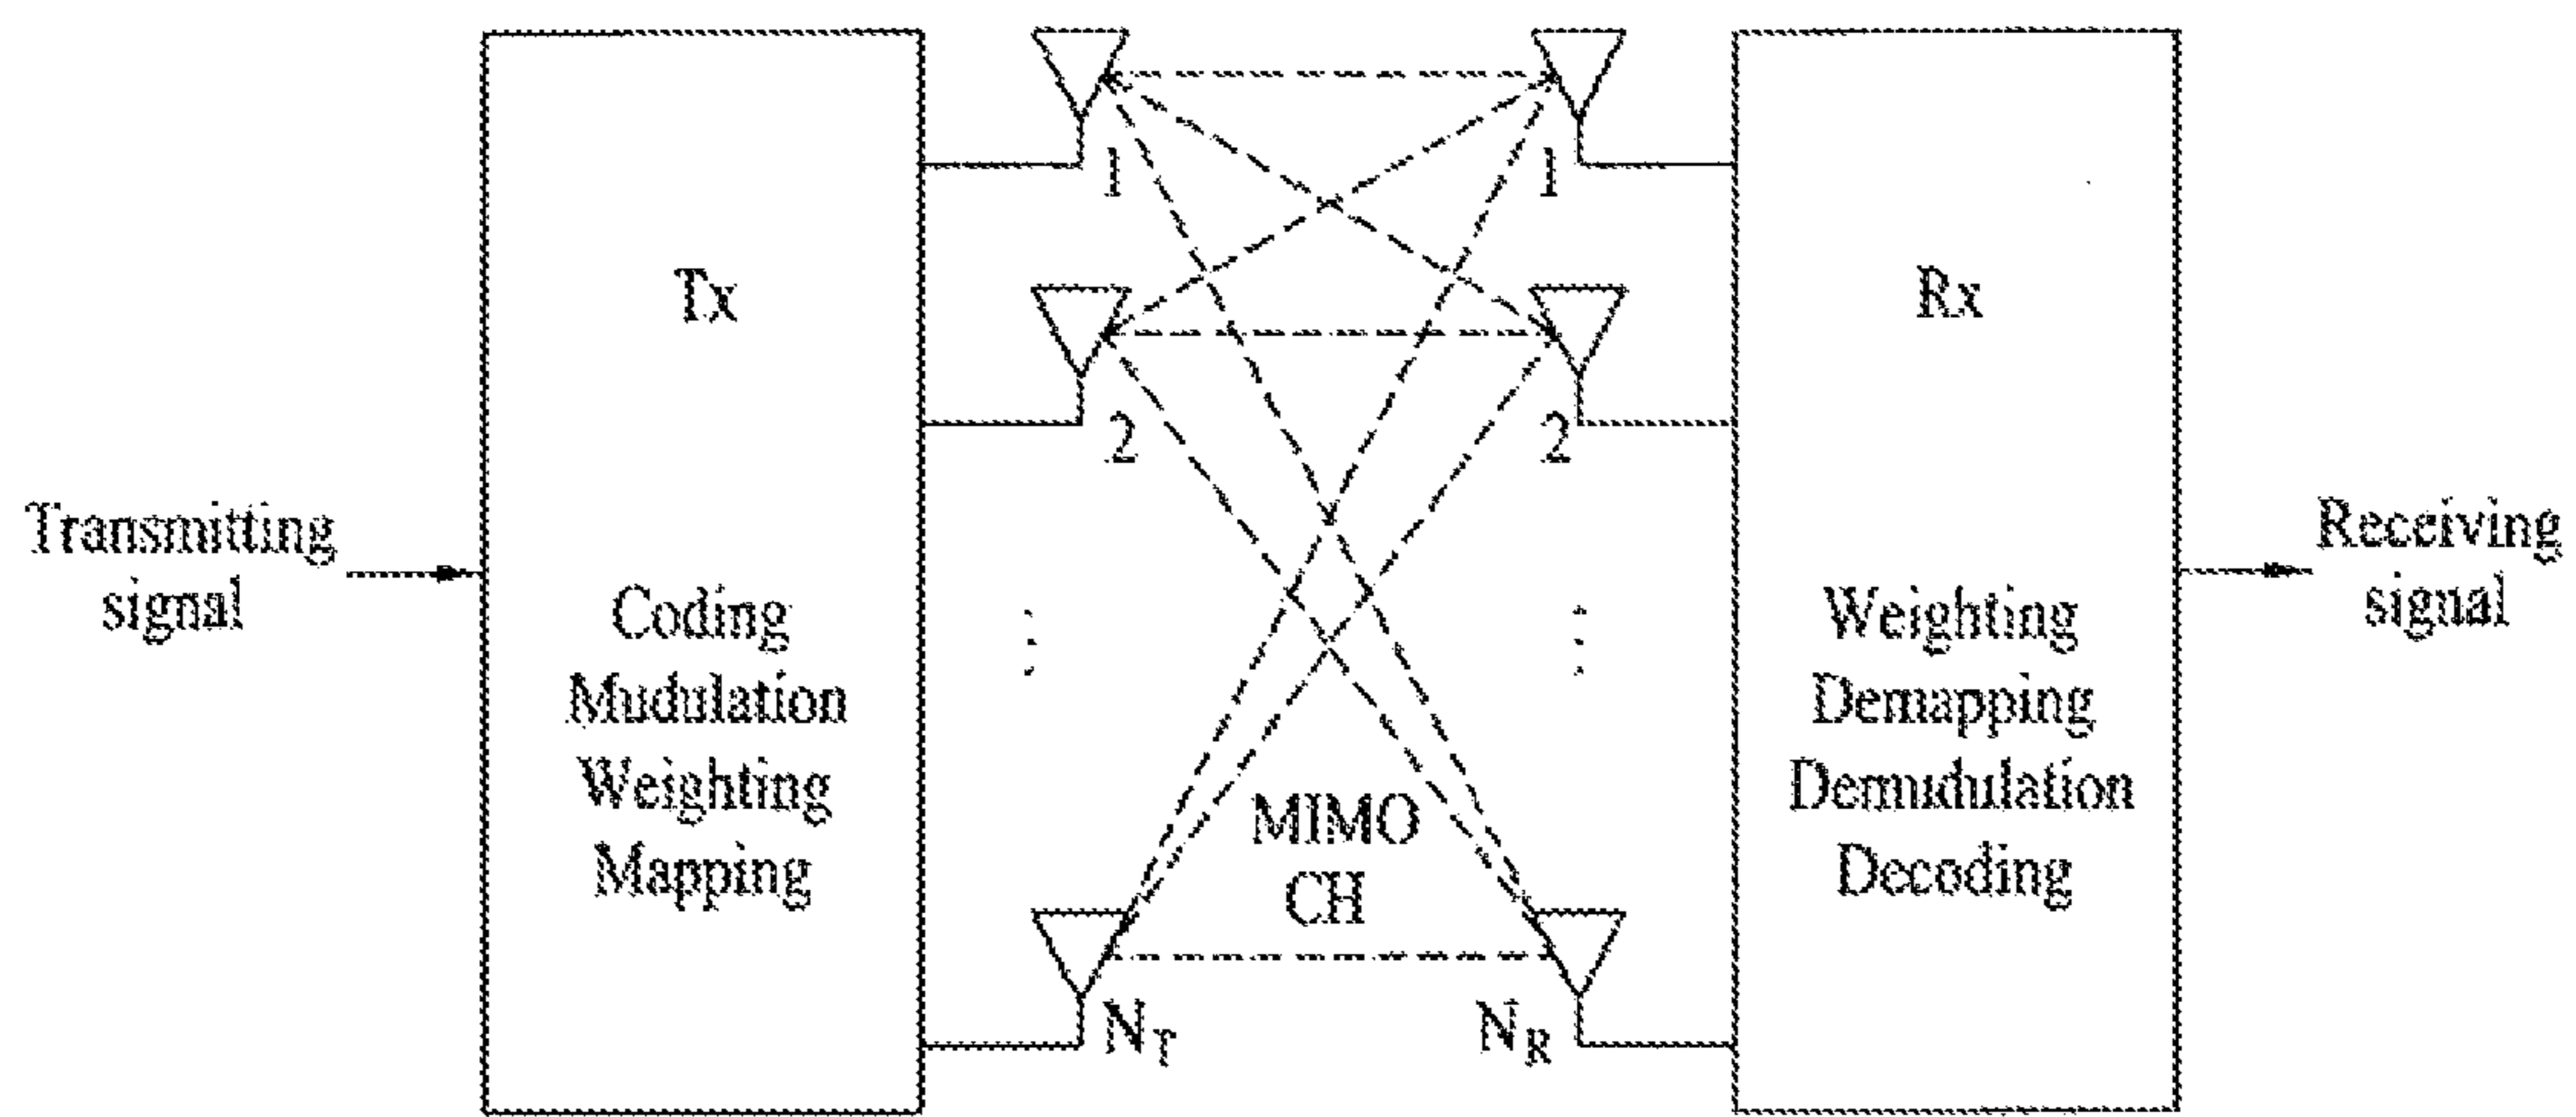 Transmitting
signal
Tx
Coding
Mudulation
Weighting
Mapping
1
2
N_T
MIMO
CH
1
2
N_R
Rx
Weighting
Demapping
Demudulation
Decoding
Receiving
signal